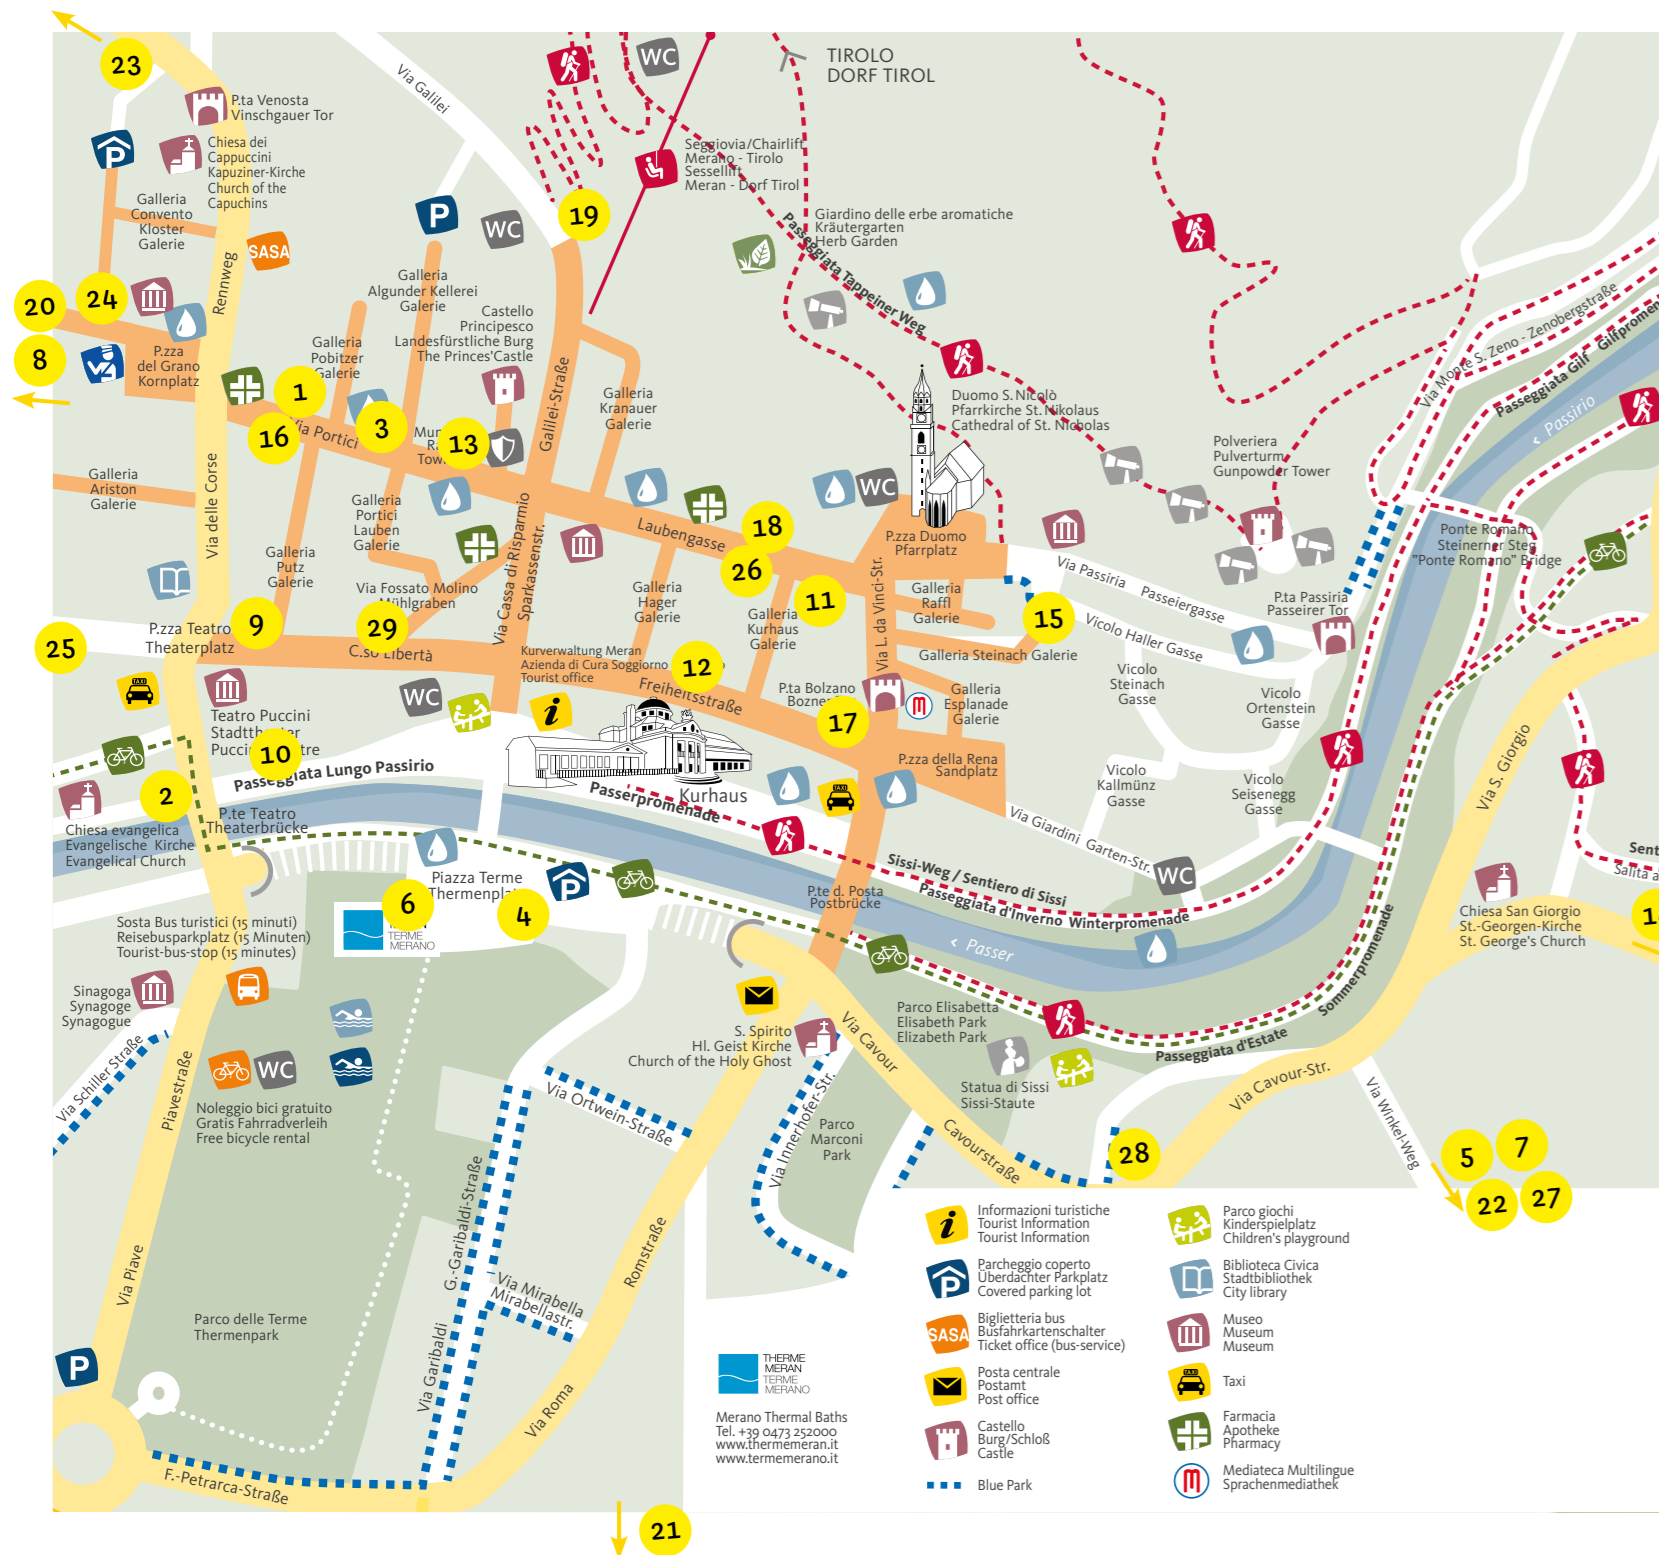 23
P.ta Venosta
Vinschgauer Tor
Chiesa dei
Cappuccini
Kapuziner-Kirche
Church of the
Capuchins
Galleria
Convento
Kloster
Galerie
SASA
Rennweg
20
24
8
P.zza
del Grano
Kornplatz
Via Galilei
WC
TIROLO
DORF TIROL
Seggiovia/Chairlift
Merano - Tirolo
Sessellift
Meran - Dorf Tirol
P
WC
19
Galleria
Algunder Kellerei
Galerie
Castello
Principesco
Landesfürstliche Burg
The Princes'Castle
Galleria
Pobitzer
Galerie
1
16
3
13
Via Portici
Galilei-Straße
Galleria
Kranauer
Galerie
Giardino delle erbe aromatiche
Kräutergarten
Herb Garden
Passeggiata Tappeiner Weg
Duomo S. Nicolò
Pfarrkirche St. Nikolaus
Cathedral of St. Nicholas
Polveriera
Pulverturm
Gunpowder Tower
Via Monte S. Zeno - Zenobergstraße
Passeggiata Gilf
‹ Passirio
Galleria
Ariston
Galerie
Via delle Corse
Galleria
Portici
Lauben
Galerie
Galleria
Putz
Galerie
Via Fossato Molino
Mühlgraben
Via Cassa di Risparmio
Sparkassenstr.
Laubengasse
18
26
11
WC
P.zza Duomo
Pfarrplatz
Ponte Romano
Steinerner Steg
"Ponte Romano" Bridge
Via Passiria
Passeiergasse
P.ta Passiria
Passeirer Tor
Galleria
Hager
Galerie
Galleria
Kurhaus
Galerie
Via L. da Vinci-Str.
Galleria
Raffl
Galerie
15
Vicolo Haller Gasse
Galleria Steinach Galerie
25
P.zza Teatro
Theaterplatz
9
29
C.so Libertà
Kurverwaltung Meran
Azienda di Cura Soggiorno
Tourist office
12
Freiheitsstraße
TAXI
Teatro Puccini
10
WC
P.ta Bolzano
17
Galleria
Esplanade
Galerie
Vicolo
Steinach
Gasse
Vicolo
Ortenstein
Gasse
P.zza della Rena
Sandplatz
Vicolo
Kallmünz
Gasse
Vicolo
Seisenegg
Gasse
Via S. Giorgio
Passeggiata Lungo Passirio
2
P.te Teatro
Theaterbrücke
Chiesa evangelica
Evangelische Kirche
Evangelical Church
Kurhaus
Passerpromenade
TAXI
Via Giardini Garten-Str.
WC
Sissi-Weg / Sentiero di Sissi
Passeggiata d'Inverno Winterpromenade
P.te d. Posta
Postbrücke
‹ Passer
Piazza Terme
6
4
TERME
MERANO
Sosta Bus turistici (15 minuti)
Reisebusparkplatz (15 Minuten)
Tourist-bus-stop (15 minutes)
Sinagoga
Synagoge
Synagogue
Chiesa San Giorgio
St.-Georgen-Kirche
St. George's Church
Salita
Via Schiller Straße
Piavestraße
WC
Noleggio bici gratuito
Gratis Fahrradverleih
Free bicycle rental
S. Spirito
Hl. Geist Kirche
Church of the Holy Ghost
Via Cavour
Parco Elisabetta
Elisabeth Park
Elizabeth Park
Statua di Sissi
Sissi-Staute
Passeggiata d'Estate
Sommerpromenade
Via Cavour-Str.
Via Winkel-Weg
Via Ortwein-Straße
Via Innerhofer-Str.
Parco
Marconi
Park
Cavourstraße
28
5
7
22
27
G.-Garibaldi-Straße
Via Garibaldi
Via Mirabella
Mirabellastr.
Romstraße
Via Roma
Via Piave
Parco delle Terme
Thermenpark
P
F.-Petrarca-Straße
21
THERME
MERAN
TERME
MERANO
Merano Thermal Baths
Tel. +39 0473 252000
www.thermemeran.it
www.termemerano.it
Informazioni turistiche
Tourist Information
Tourist Information
Parcheggio coperto
Überdachter Parkplatz
Covered parking lot
SASA
Biglietteria bus
Busfahrkartenschalter
Ticket office (bus-service)
Posta centrale
Postamt
Post office
Castello
Burg/Schloß
Castle
Blue Park
Parco giochi
Kinderspielplatz
Children's playground
Biblioteca Civica
Stadtbibliothek
City library
Museo
Museum
Museum
TAXI
Taxi
Farmacia
Apotheke
Pharmacy
Mediateca Multilingue
Sprachenmediathek